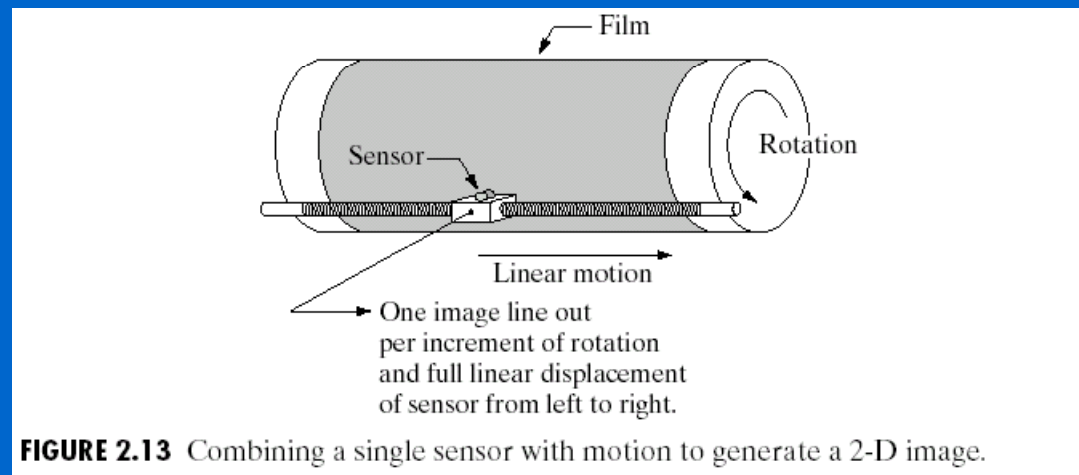 Film
Sensor
Rotation
Linear motion
One image line out
per increment of rotation
and full linear displacement
of sensor from left to right.
FIGURE 2.13 Combining a single sensor with motion to generate a 2-D image.